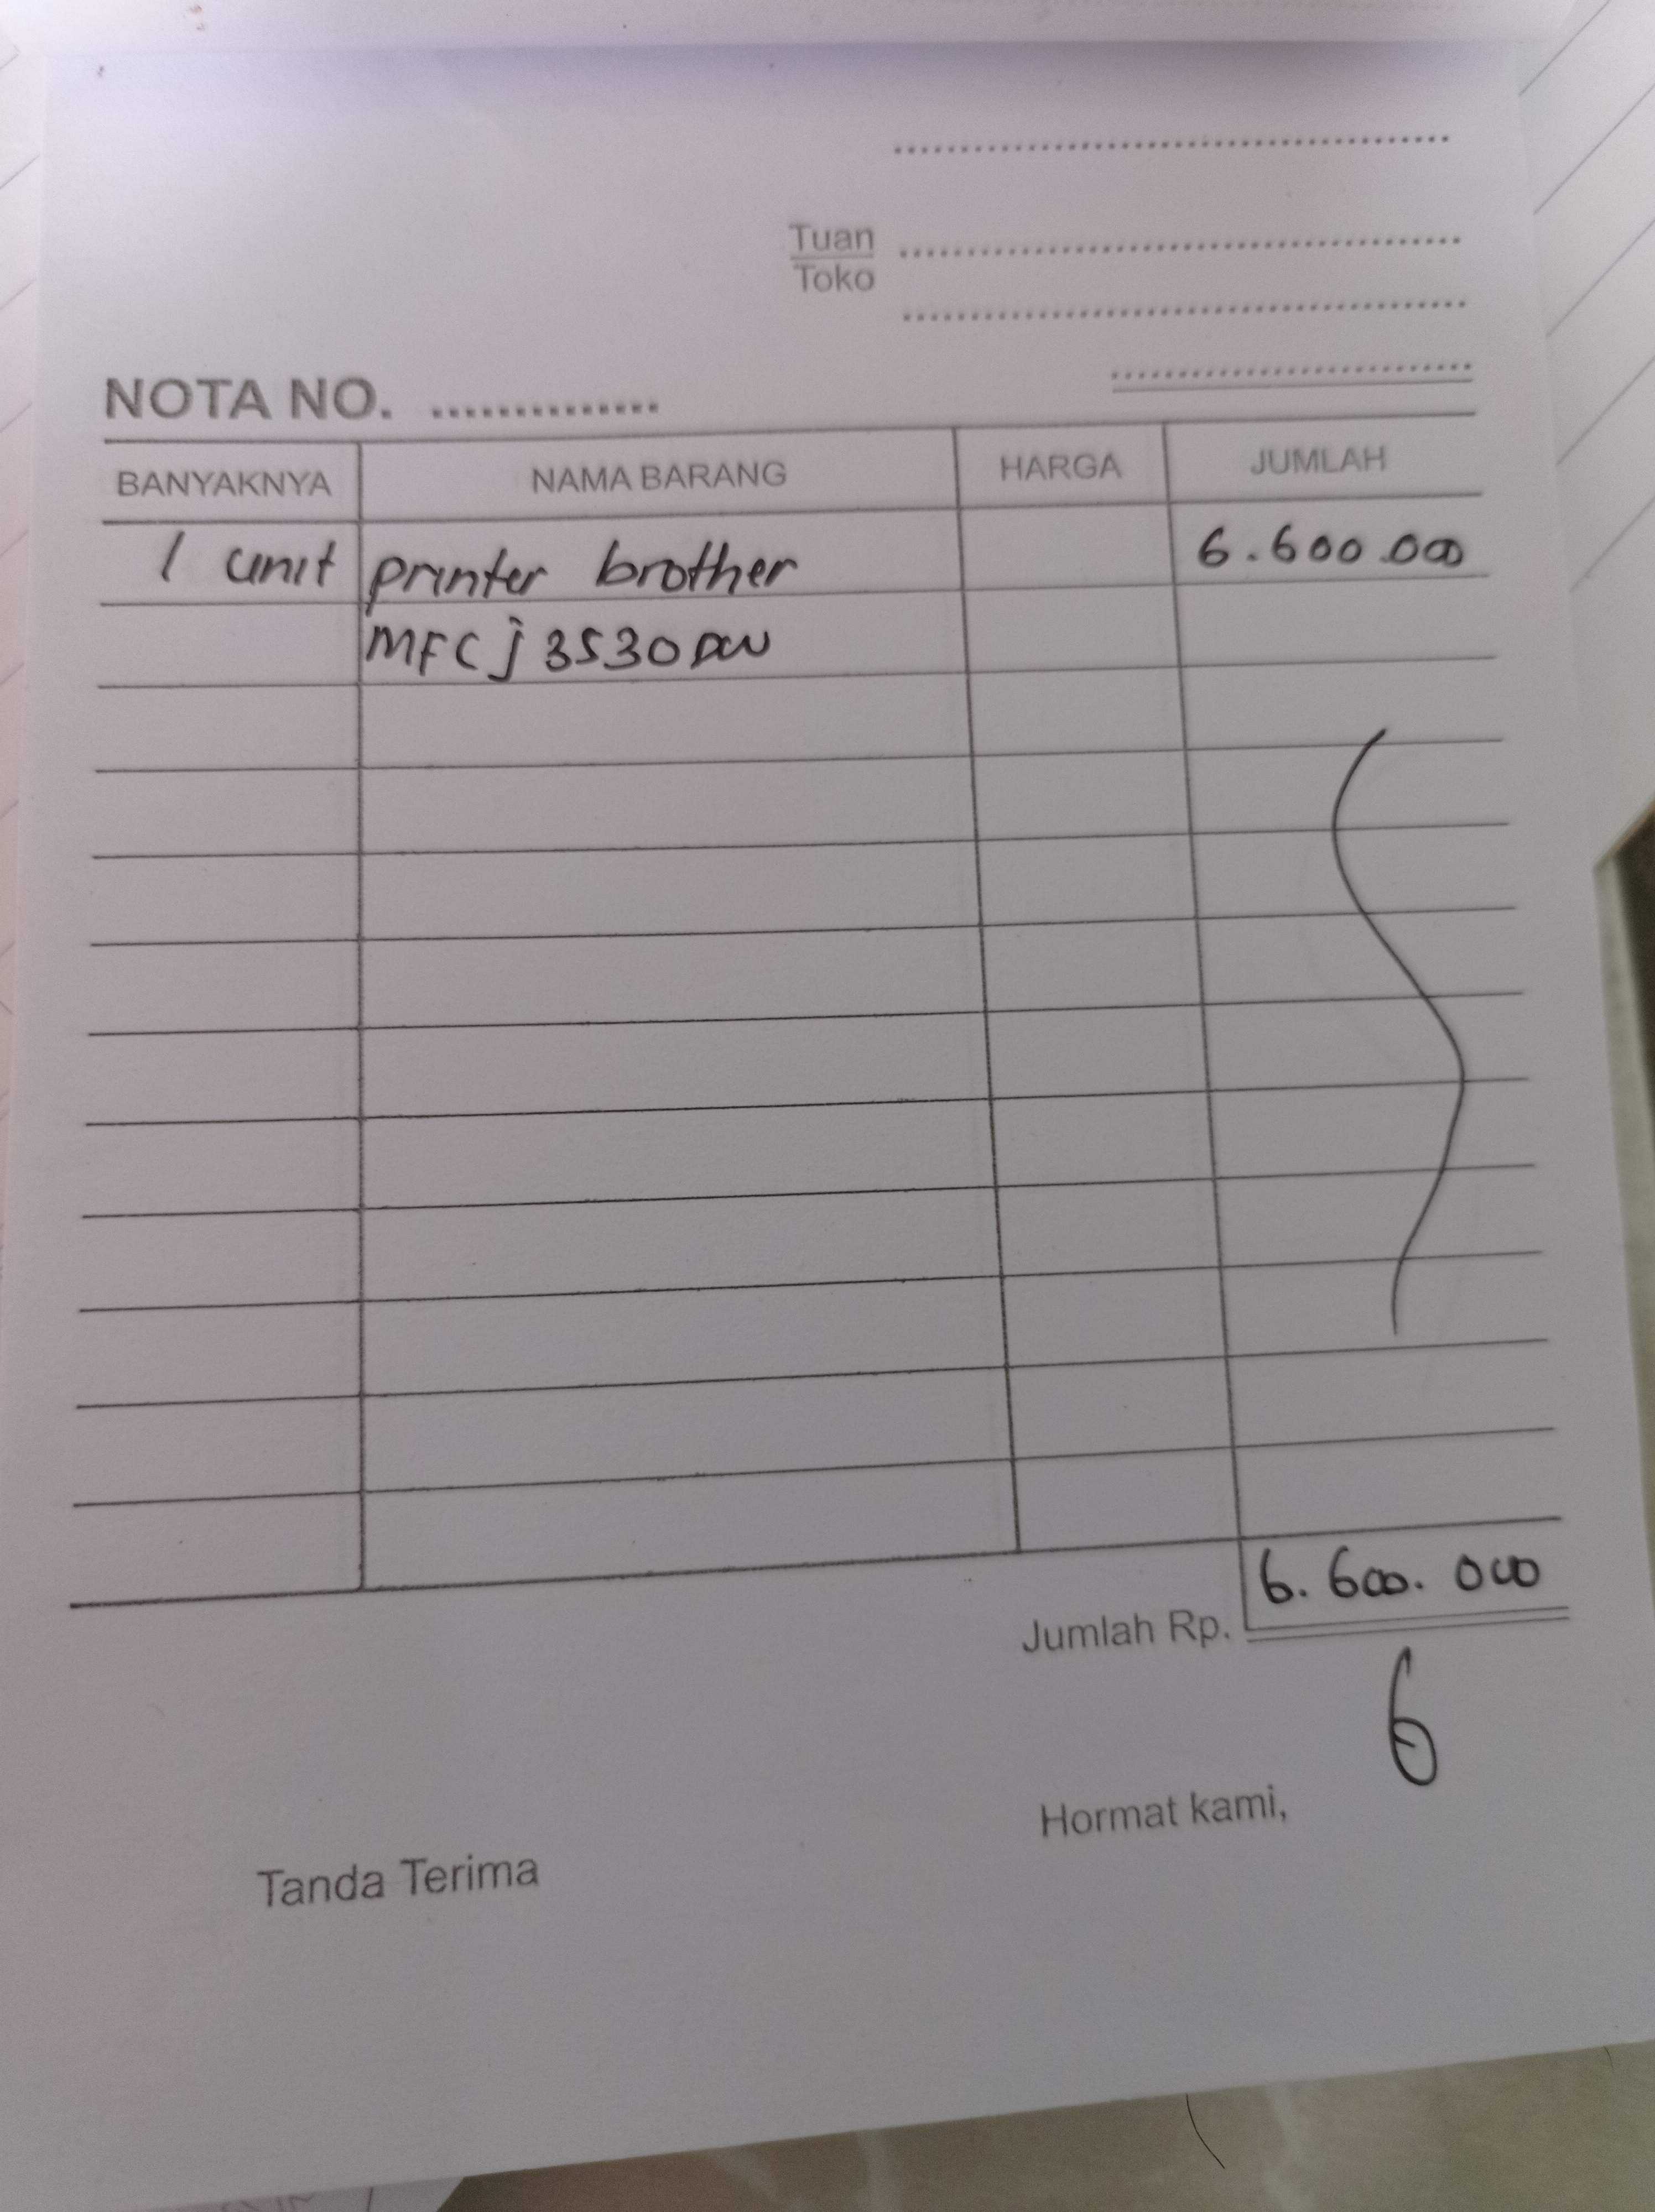 Tuan
Toko
NOTA NO.
BANYAKNYA NAMA BARANG HARGA JUMLAH
1 unit printer brother 6.600.000
MFC j 3530 DW
Jumlah Rp. 6.600.000
Hormat kami,
Tanda Terima